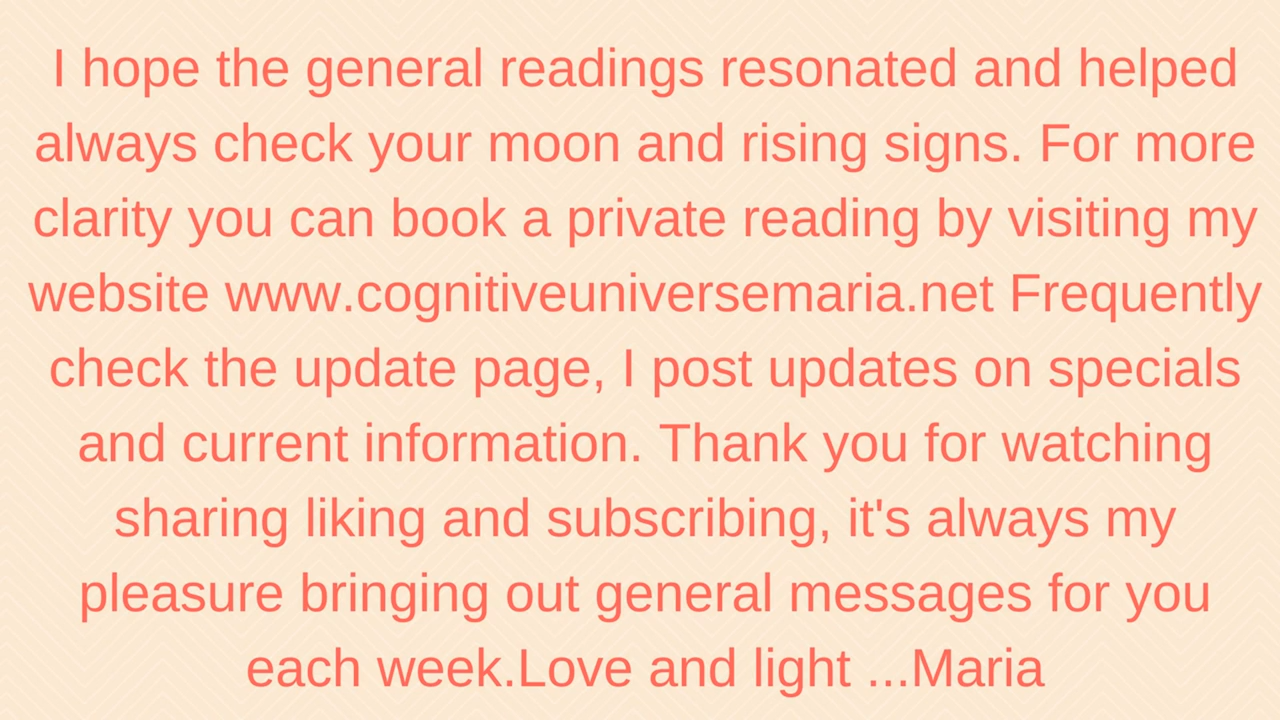 I hope the general readings resonated and helped
always check your moon and rising signs. For more
clarity you can book a private reading by visiting my
website www.cognitiveuniversemaria.net Frequently
check the update page, I post updates on specials
and current information. Thank you for watching
sharing liking and subscribing, it's always my
pleasure bringing out general messages for you
each week.Love and light ...Maria